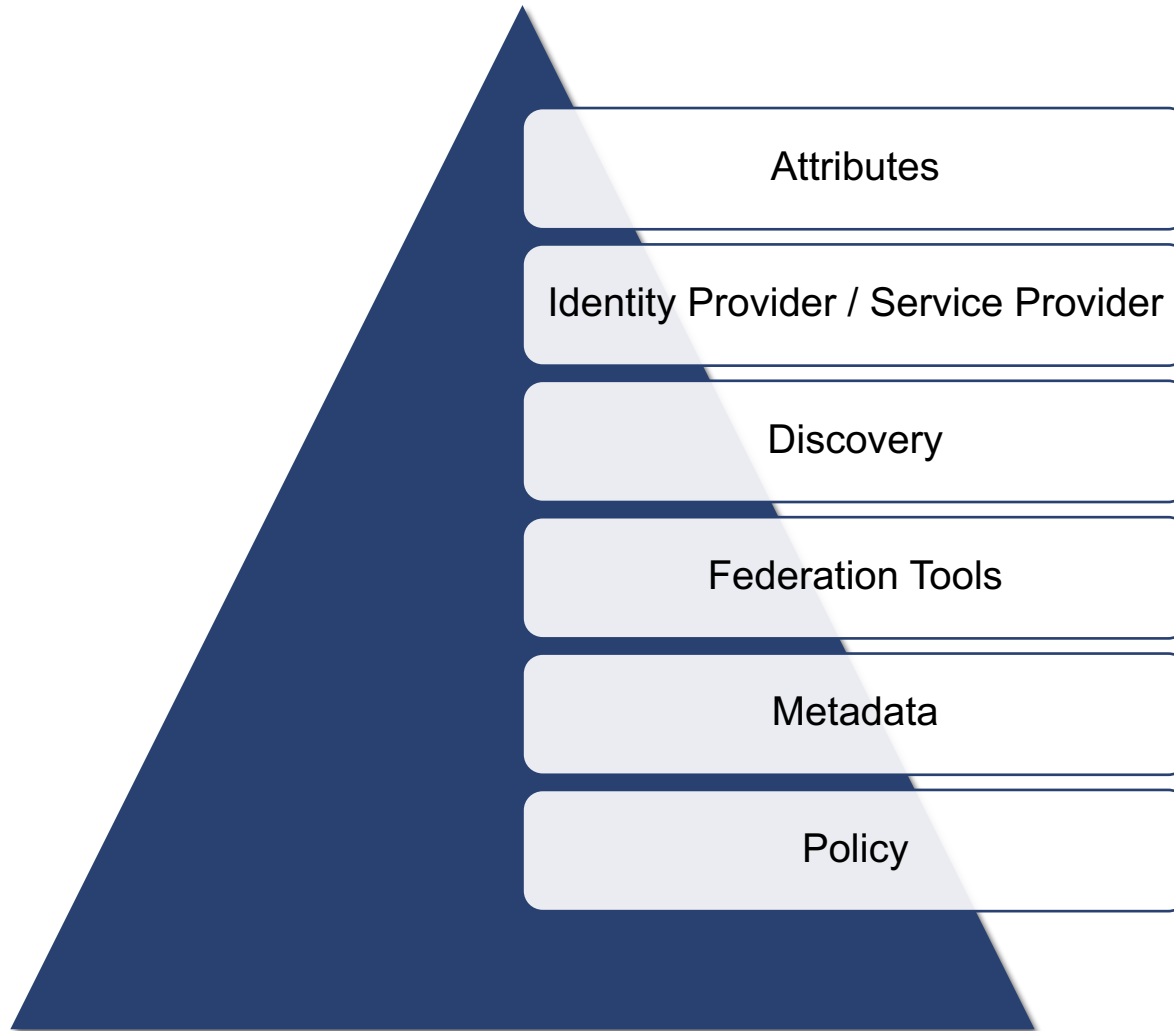 Attributes
Identity Provider / Service Provider
Discovery
Federation Tools
Metadata
Policy